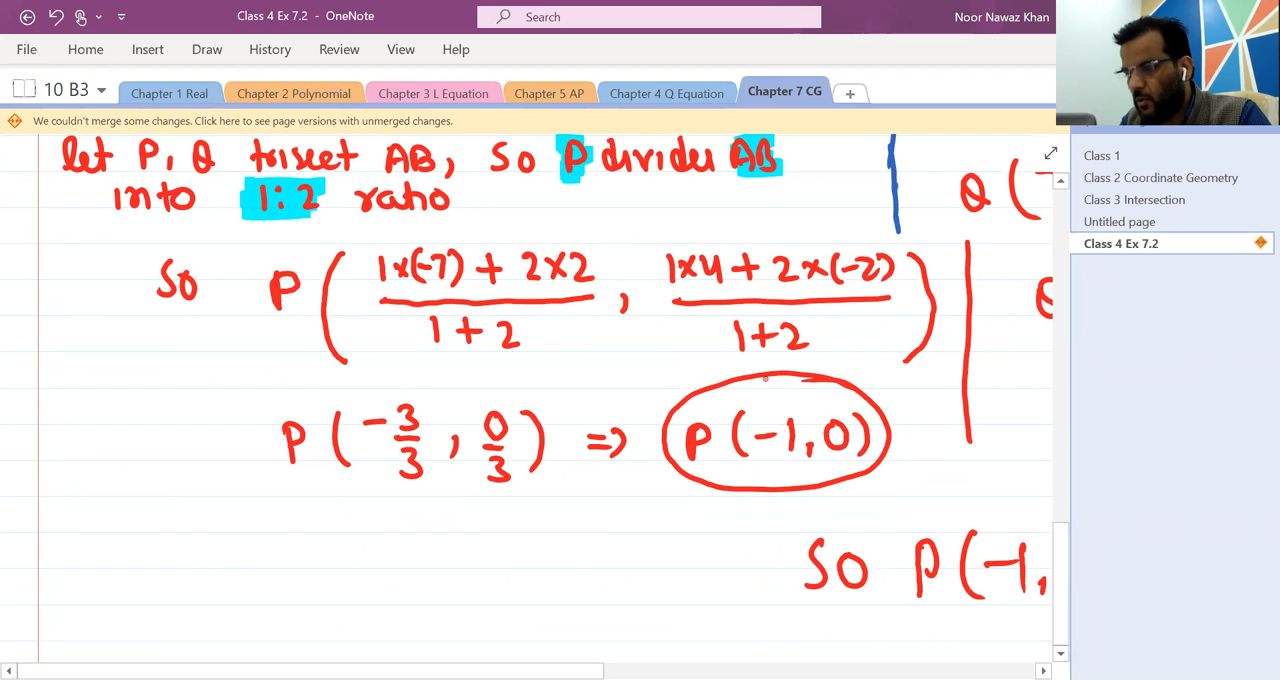 Class 4 Ex 7.2 - OneNote
Search
Noor Nawaz Khan
File Home Insert Draw History Review View Help
10 B3
Chapter 1 Real
Chapter 2 Polynomial
Chapter 3 L Equation
Chapter 5 AP
Chapter 4 Q Equation
Chapter 7 CG
We couldn't merge some changes. Click here to see page versions with unmerged changes.
let P, Q trisect AB, so P divides AB
into 1:2 ratio
So P ( 1×(-7) + 2×2 / 1+2 , 1×4 + 2×(-2) / 1+2 )
P ( -3/3 , 0/3 ) => P (-1, 0)
So P (-1,
Q (
Class 1
Class 2 Coordinate Geometry
Class 3 Intersection
Untitled page
Class 4 Ex 7.2